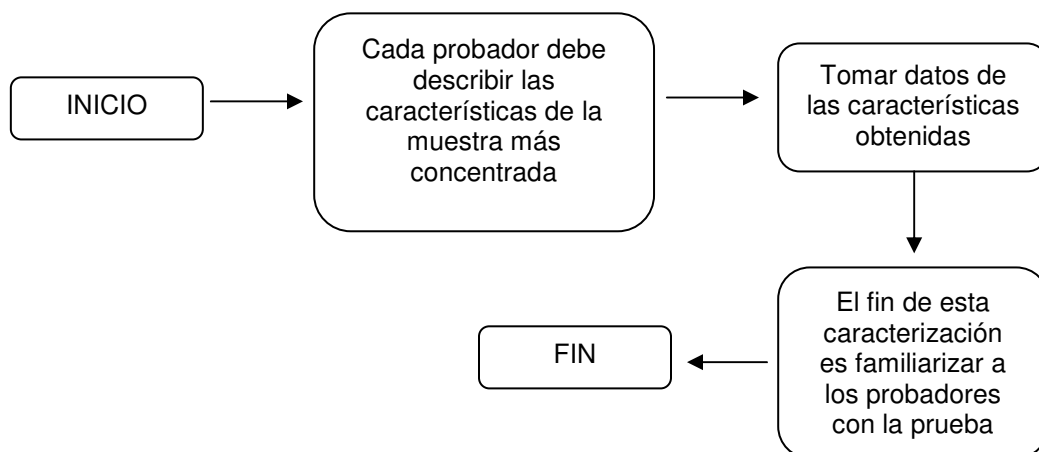 INICIO
Cada probador debe
describir las
características de la
muestra más
concentrada
Tomar datos de
las características
obtenidas
El fin de esta
caracterización
es familiarizar a
los probadores
con la prueba
FIN